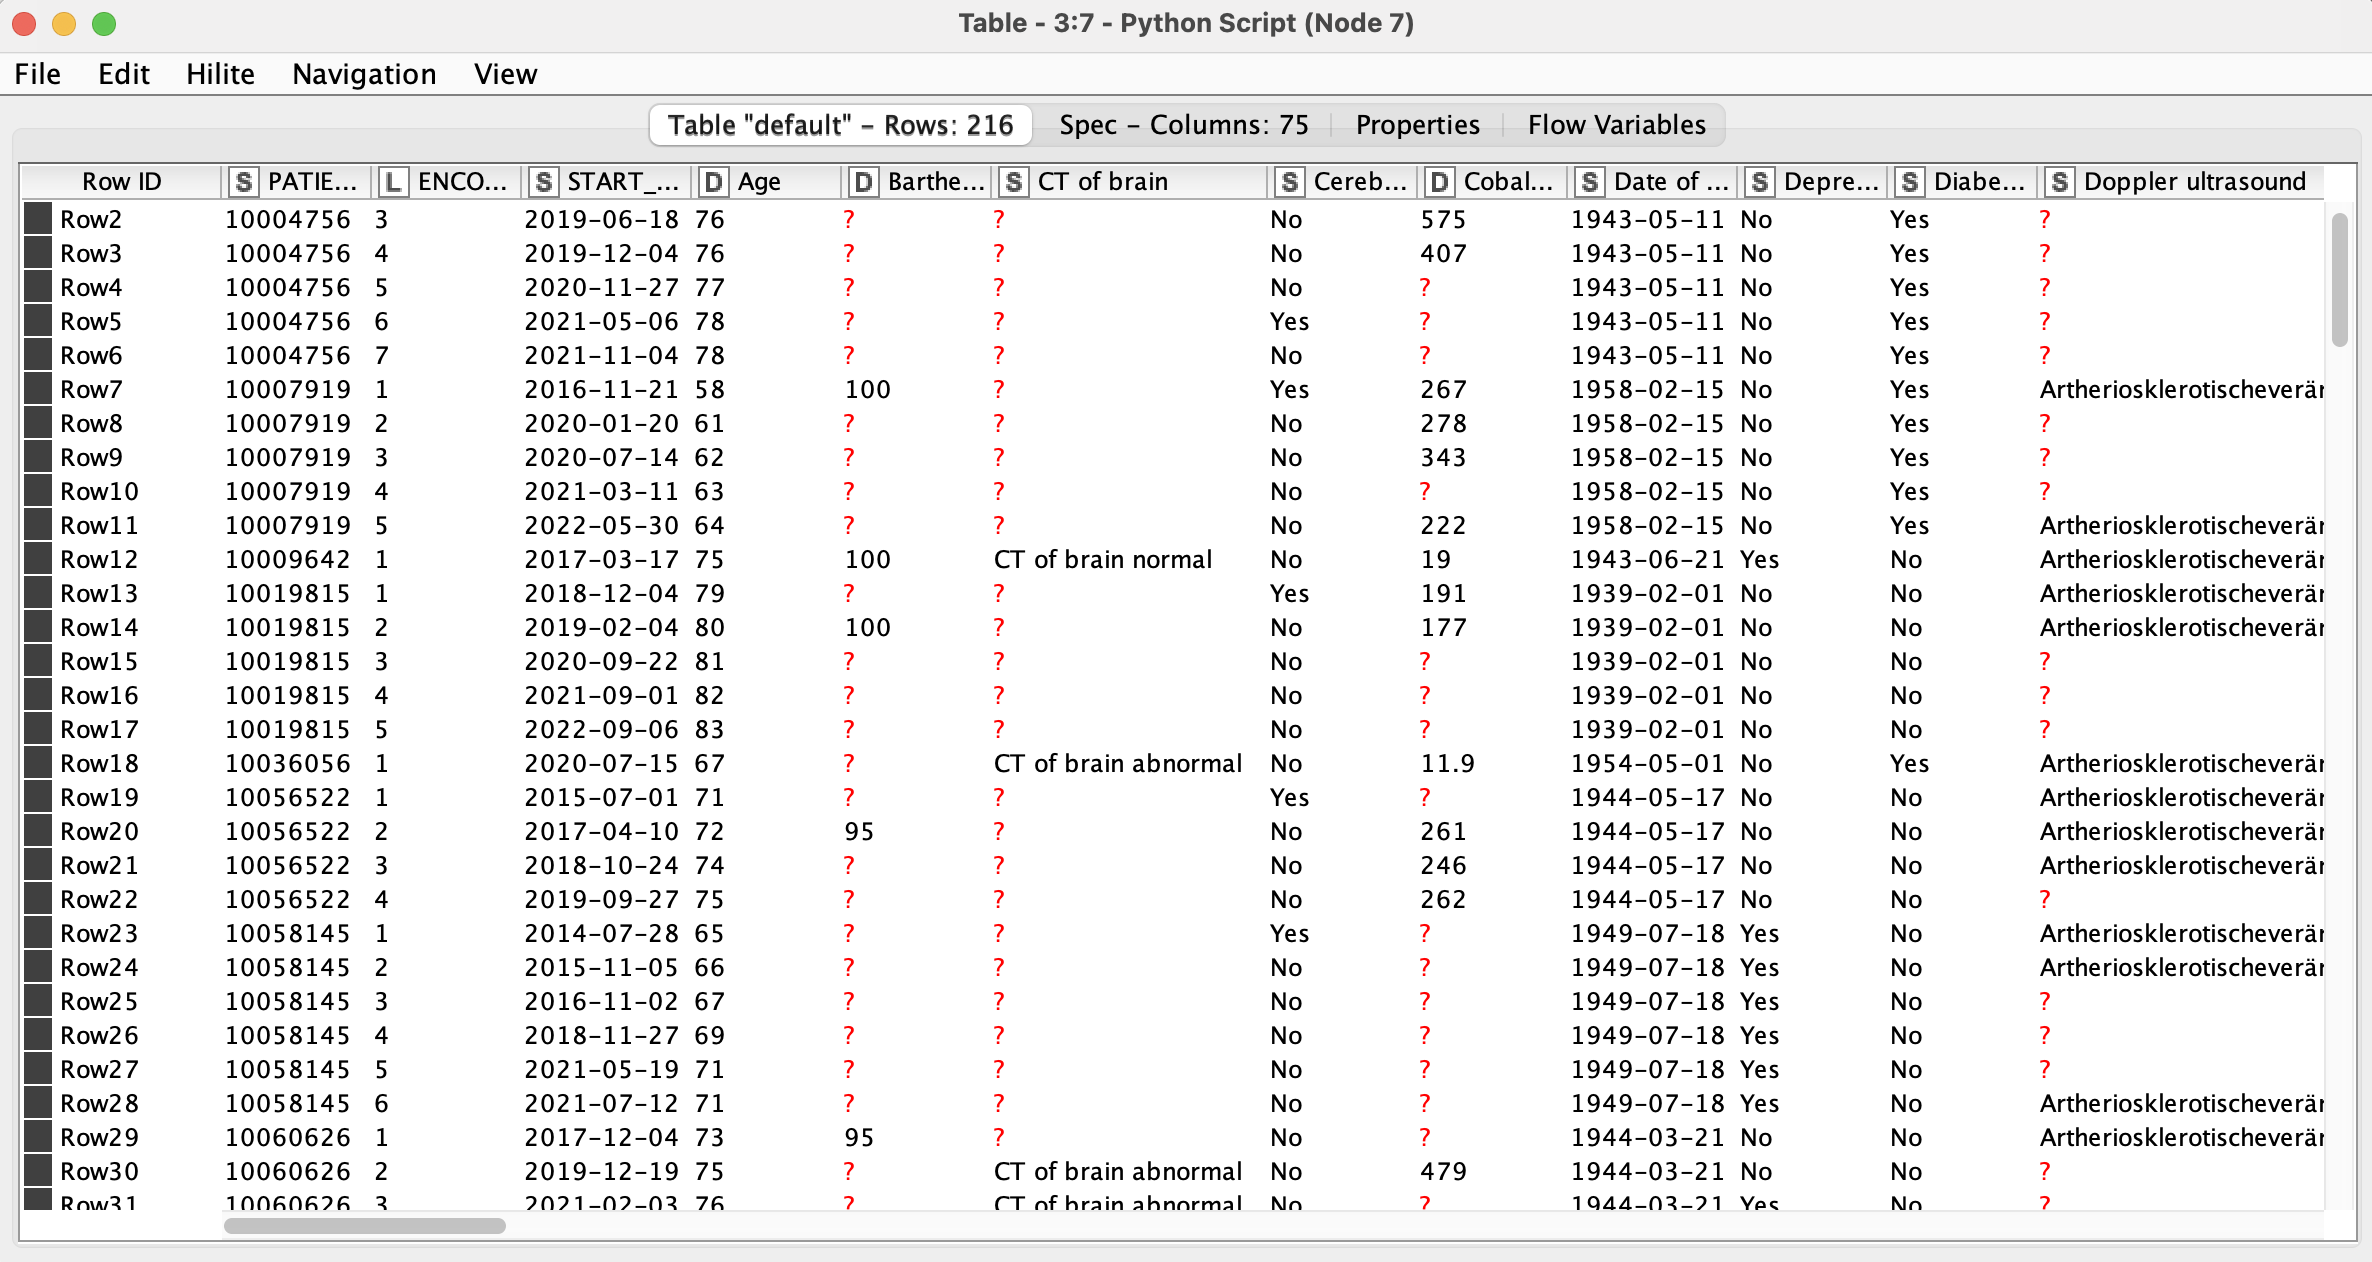 Table - 3:7 - Python Script (Node 7)
File Edit Hilite Navigation View
Table "default" – Rows: 216 Spec – Columns: 75 Properties Flow Variables
Row ID S PATIE... L ENCO... S START_... D Age D Barthe... S CT of brain S Cereb... D Cobal... S Date of ... S Depre... S Diabe... S Doppler ultrasound
Row2 10004756 3 2019-06-18 76 ? ? No 575 1943-05-11 No Yes ?
Row3 10004756 4 2019-12-04 76 ? ? No 407 1943-05-11 No Yes ?
Row4 10004756 5 2020-11-27 77 ? ? No ? 1943-05-11 No Yes ?
Row5 10004756 6 2021-05-06 78 ? ? Yes ? 1943-05-11 No Yes ?
Row6 10004756 7 2021-11-04 78 ? ? No ? 1943-05-11 No Yes ?
Row7 10007919 1 2016-11-21 58 100 ? Yes 267 1958-02-15 No Yes Artheriosklerotischeverär
Row8 10007919 2 2020-01-20 61 ? ? No 278 1958-02-15 No Yes ?
Row9 10007919 3 2020-07-14 62 ? ? No 343 1958-02-15 No Yes ?
Row10 10007919 4 2021-03-11 63 ? ? No ? 1958-02-15 No Yes ?
Row11 10007919 5 2022-05-30 64 ? ? No 222 1958-02-15 No Yes Artheriosklerotischeverär
Row12 10009642 1 2017-03-17 75 100 CT of brain normal No 19 1943-06-21 Yes No Artheriosklerotischeverär
Row13 10019815 1 2018-12-04 79 ? ? Yes 191 1939-02-01 No No Artheriosklerotischeverär
Row14 10019815 2 2019-02-04 80 100 ? No 177 1939-02-01 No No Artheriosklerotischeverär
Row15 10019815 3 2020-09-22 81 ? ? No ? 1939-02-01 No No ?
Row16 10019815 4 2021-09-01 82 ? ? No ? 1939-02-01 No No ?
Row17 10019815 5 2022-09-06 83 ? ? No ? 1939-02-01 No No ?
Row18 10036056 1 2020-07-15 67 ? CT of brain abnormal No 11.9 1954-05-01 No Yes Artheriosklerotischeverär
Row19 10056522 1 2015-07-01 71 ? ? Yes ? 1944-05-17 No No Artheriosklerotischeverär
Row20 10056522 2 2017-04-10 72 95 ? No 261 1944-05-17 No No Artheriosklerotischeverär
Row21 10056522 3 2018-10-24 74 ? ? No 246 1944-05-17 No No Artheriosklerotischeverär
Row22 10056522 4 2019-09-27 75 ? ? No 262 1944-05-17 No No ?
Row23 10058145 1 2014-07-28 65 ? ? Yes ? 1949-07-18 Yes No Artheriosklerotischeverär
Row24 10058145 2 2015-11-05 66 ? ? No ? 1949-07-18 Yes No Artheriosklerotischeverär
Row25 10058145 3 2016-11-02 67 ? ? No ? 1949-07-18 Yes No ?
Row26 10058145 4 2018-11-27 69 ? ? No ? 1949-07-18 Yes No ?
Row27 10058145 5 2021-05-19 71 ? ? No ? 1949-07-18 Yes No ?
Row28 10058145 6 2021-07-12 71 ? ? No ? 1949-07-18 Yes No Artheriosklerotischeverär
Row29 10060626 1 2017-12-04 73 95 ? No ? 1944-03-21 No No Artheriosklerotischeverär
Row30 10060626 2 2019-12-19 75 ? CT of brain abnormal No 479 1944-03-21 No No ?
Row31 10060626 3 2021-02-03 76 ? CT of brain abnormal No ? 1944-03-21 Yes No ?